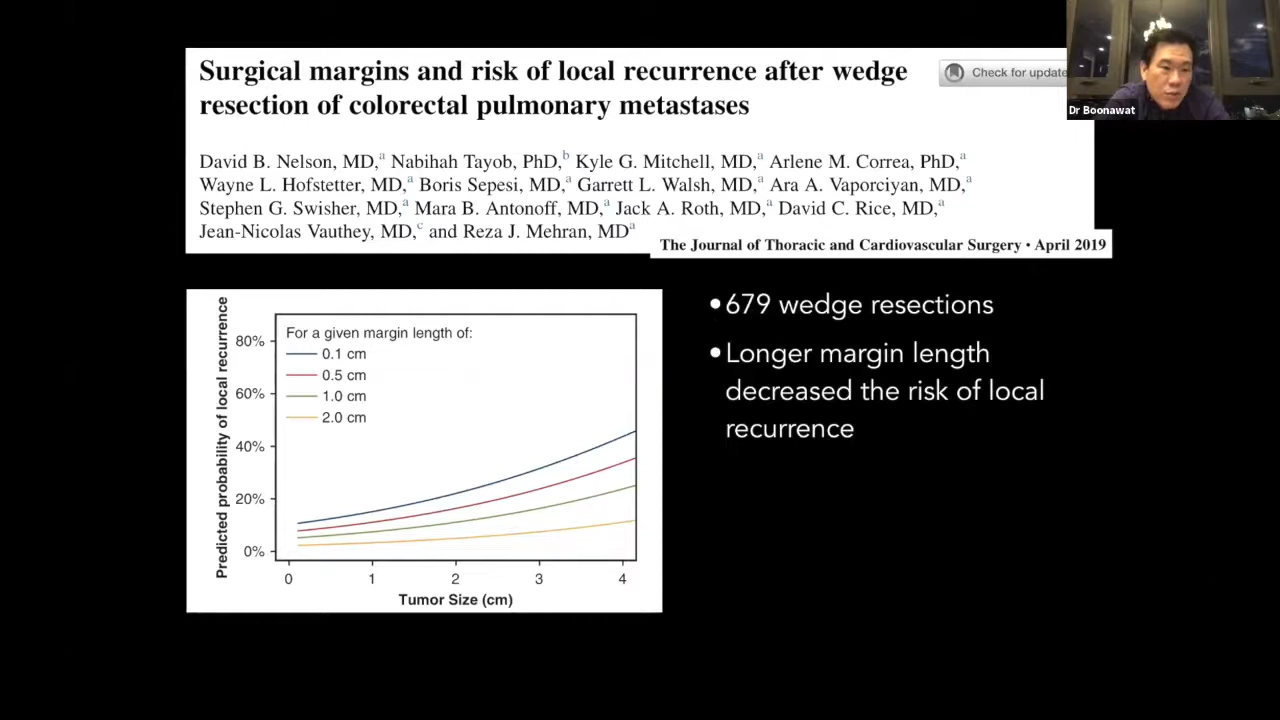 Surgical margins and risk of local recurrence after wedge
resection of colorectal pulmonary metastases
Check for update
Dr Boonawat
David B. Nelson, MD,a Nabihah Tayob, PhD,b Kyle G. Mitchell, MD,a Arlene M. Correa, PhD,a
Wayne L. Hofstetter, MD,a Boris Sepesi, MD,a Garrett L. Walsh, MD,a Ara A. Vaporciyan, MD,a
Stephen G. Swisher, MD,a Mara B. Antonoff, MD,a Jack A. Roth, MD,a David C. Rice, MD,a
Jean-Nicolas Vauthey, MD,c and Reza J. Mehran, MDa
The Journal of Thoracic and Cardiovascular Surgery • April 2019
Predicted probability of local recurrence
80%
60%
40%
20%
0%
For a given margin length of:
0.1 cm
0.5 cm
1.0 cm
2.0 cm
0 1 2 3 4
Tumor Size (cm)
•679 wedge resections
•Longer margin length
decreased the risk of local
recurrence